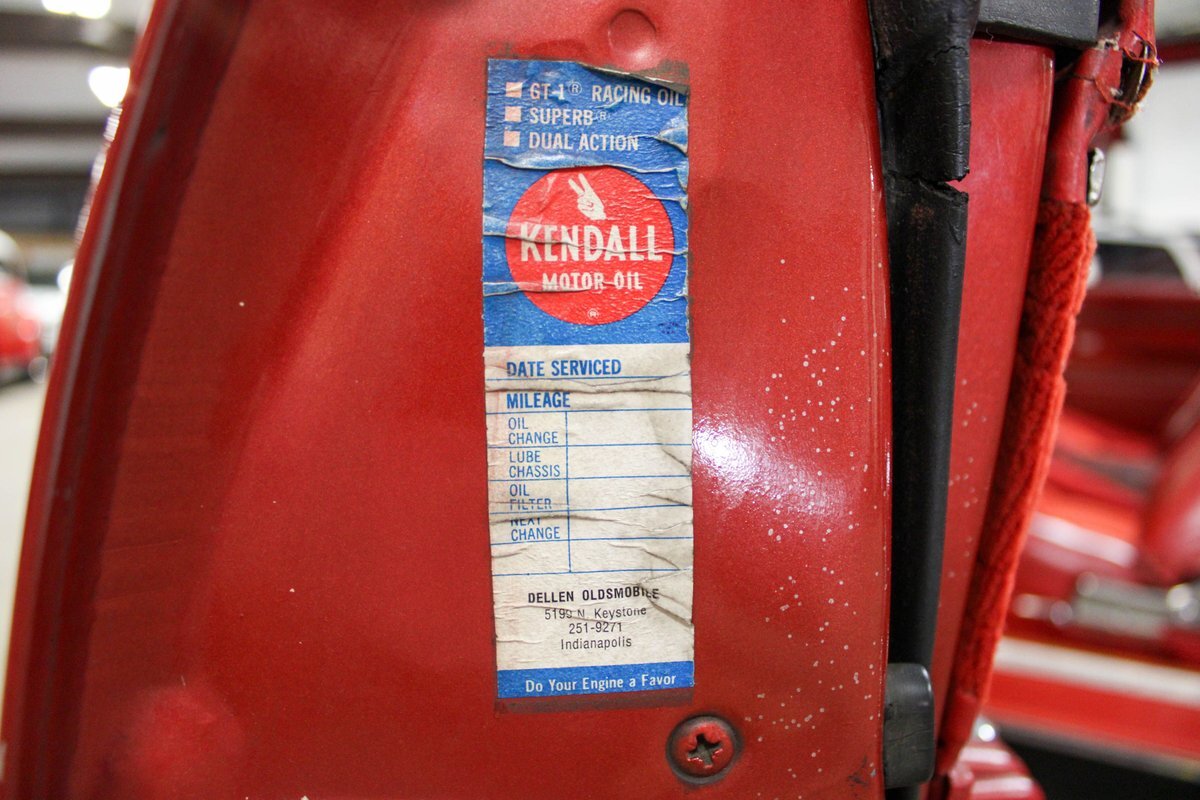 GT-1® RACING OIL
SUPERB®
DUAL ACTION
KENDALL
MOTOR OIL
®
DATE SERVICED
MILEAGE
OIL
CHANGE
LUBE
CHASSIS
OIL
FILTER
NEXT
CHANGE
DELLEN OLDSMOBILE
5199 N. Keystone
251-9271
Indianapolis
Do Your Engine a Favor